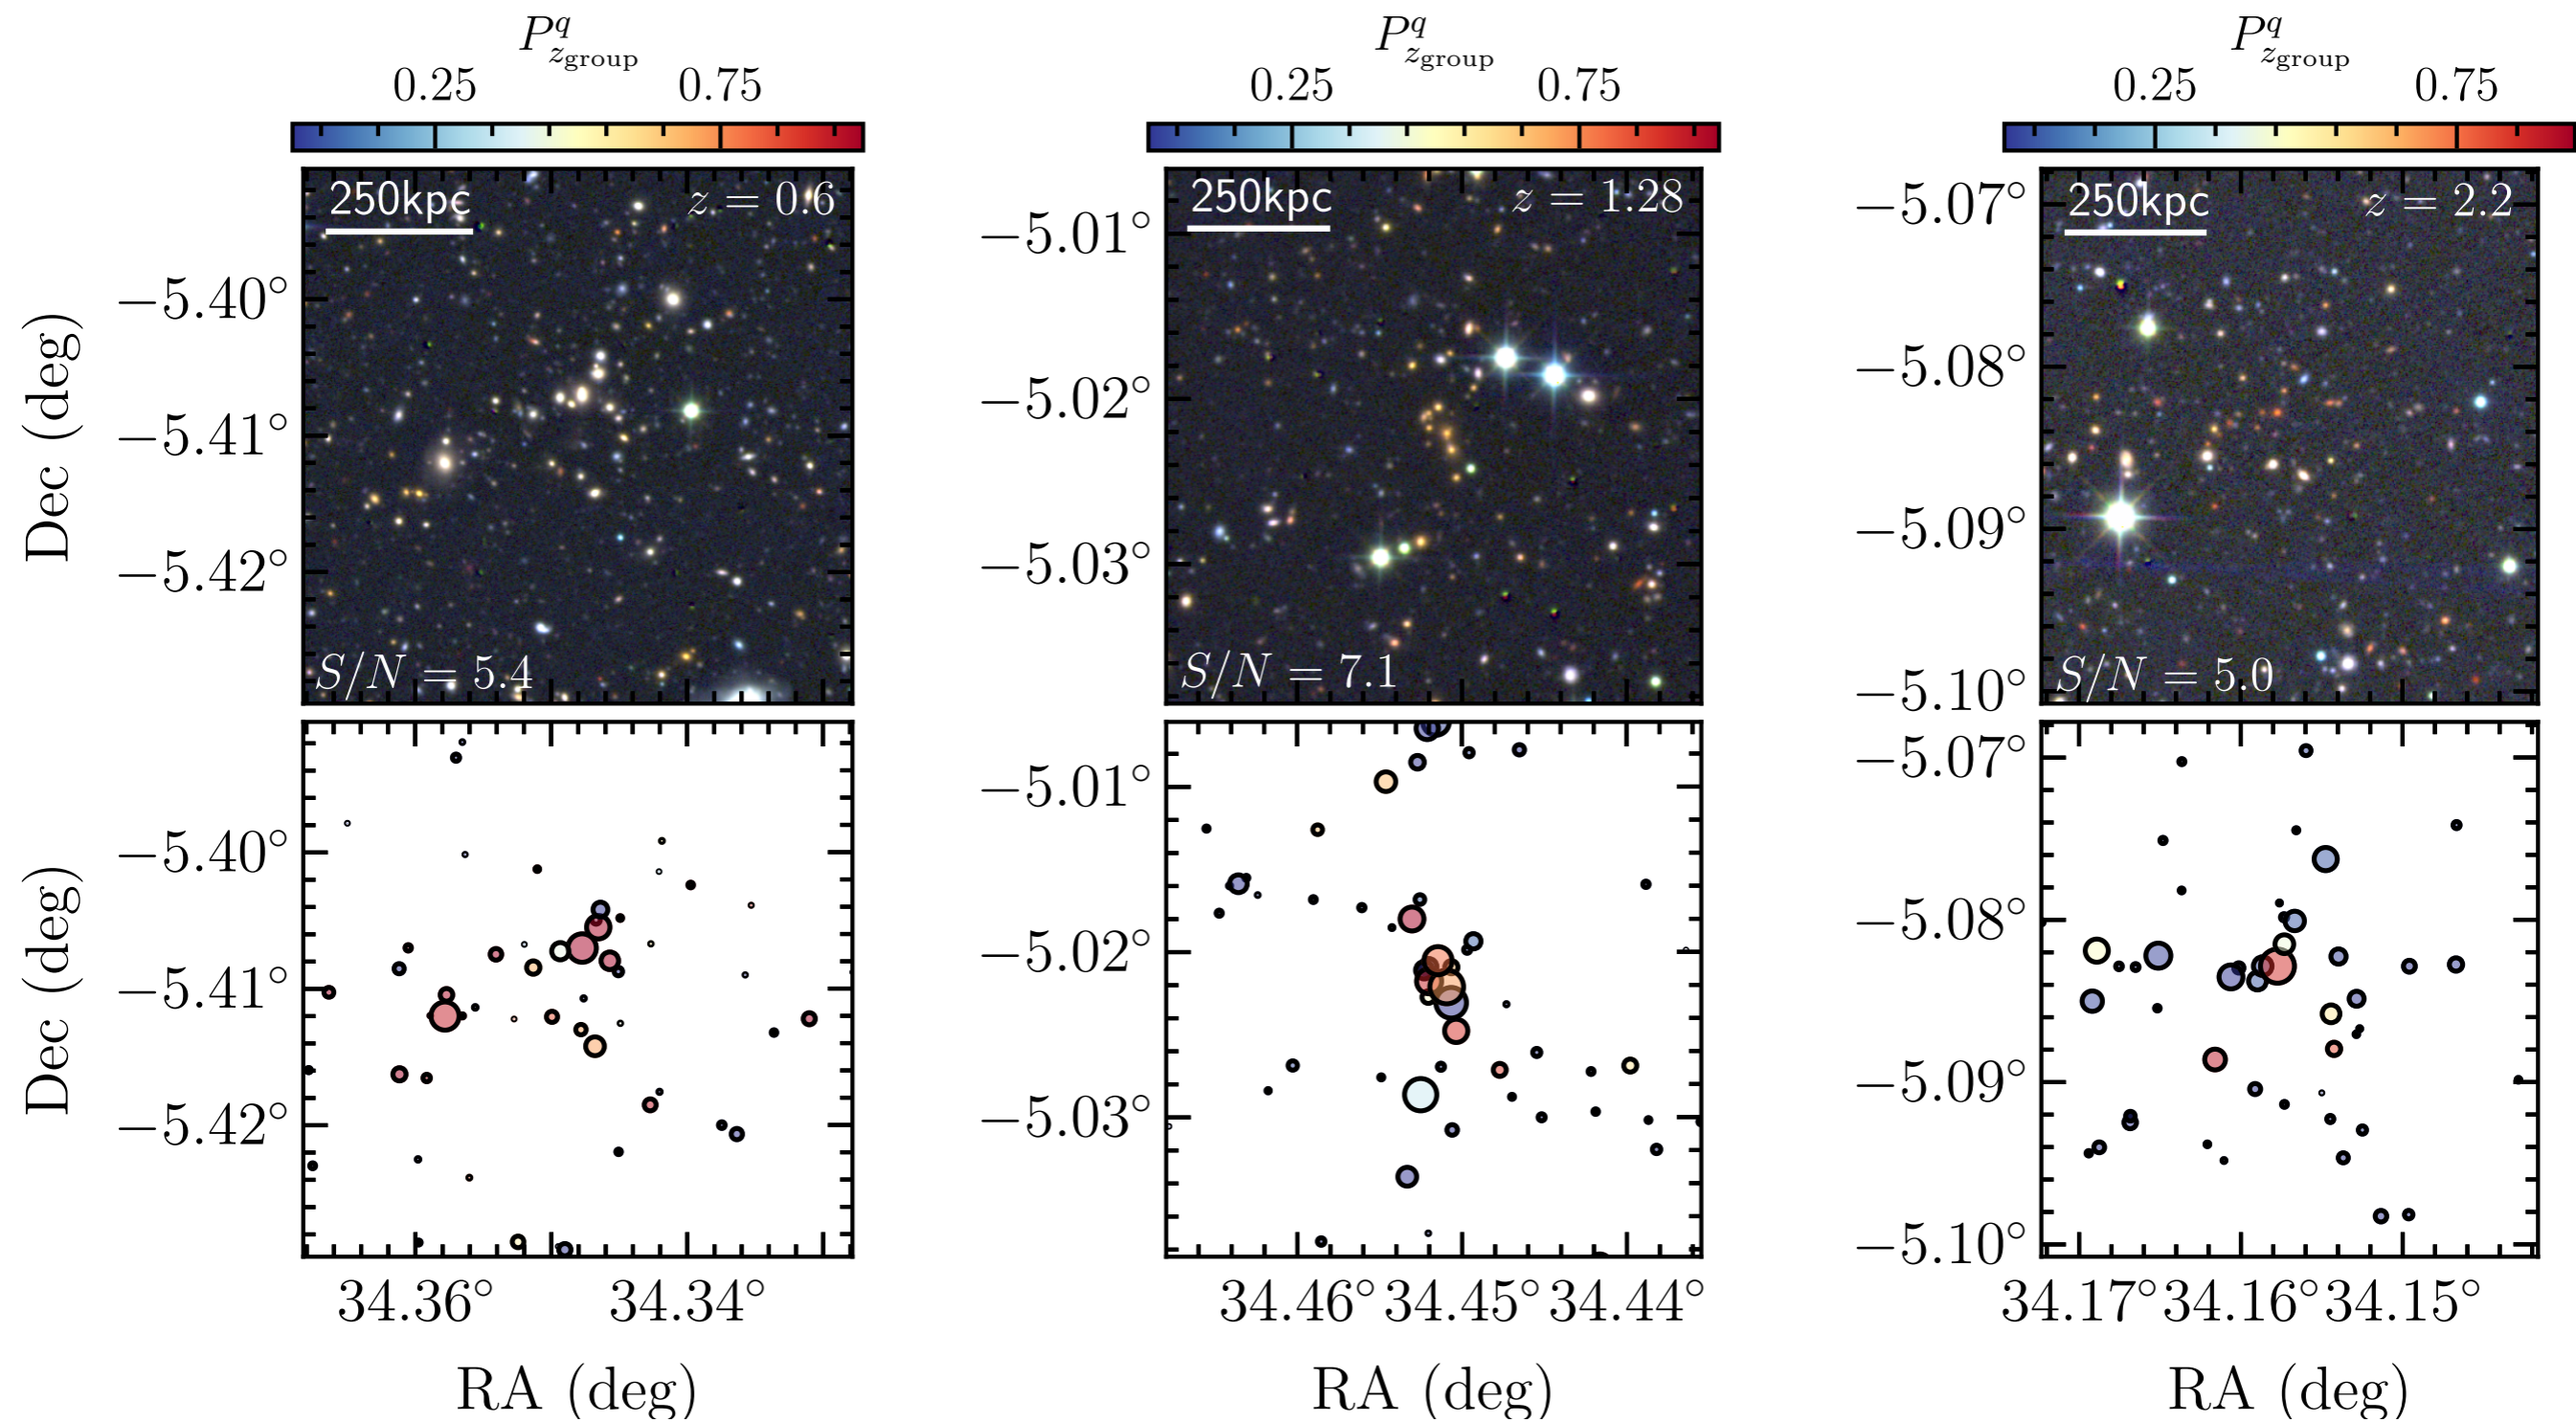 P^q_{z_group} P^q_{z_group} P^q_{z_group}
0.25 0.75 0.25 0.75 0.25 0.75
250kpc z = 0.6 250kpc z = 1.28 250kpc z = 2.2
S/N = 5.4 S/N = 7.1 S/N = 5.0
Dec (deg)
−5.40°
−5.41°
−5.42°
−5.01°
−5.02°
−5.03°
−5.07°
−5.08°
−5.09°
−5.10°
Dec (deg)
−5.40°
−5.41°
−5.42°
−5.01°
−5.02°
−5.03°
−5.07°
−5.08°
−5.09°
−5.10°
34.36° 34.34° 34.46° 34.45° 34.44° 34.17° 34.16° 34.15°
RA (deg) RA (deg) RA (deg)